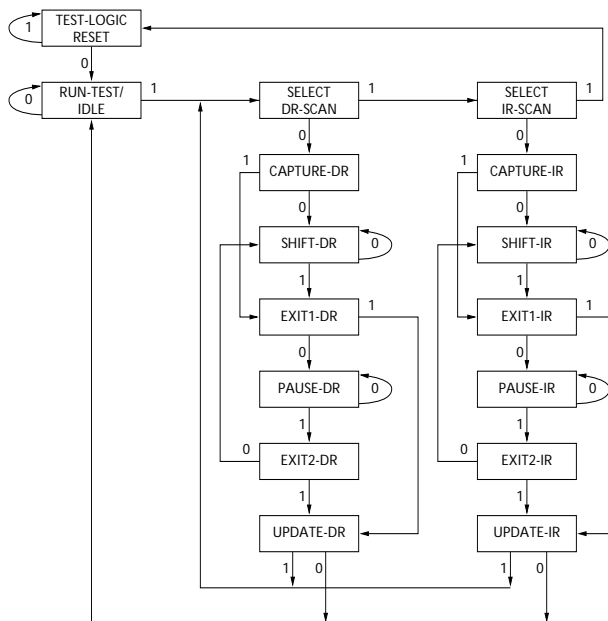 TEST-LOGIC
RESET
1
0
RUN-TEST/
IDLE
0
1
SELECT
DR-SCAN
1
SELECT
IR-SCAN
1
0
0
CAPTURE-DR
1
CAPTURE-IR
1
0
0
SHIFT-DR
0
SHIFT-IR
0
1
1
EXIT1-DR
1
EXIT1-IR
1
0
0
PAUSE-DR
0
PAUSE-IR
0
1
1
0
EXIT2-DR
0
EXIT2-IR
1
1
UPDATE-DR
UPDATE-IR
1
0
1
0